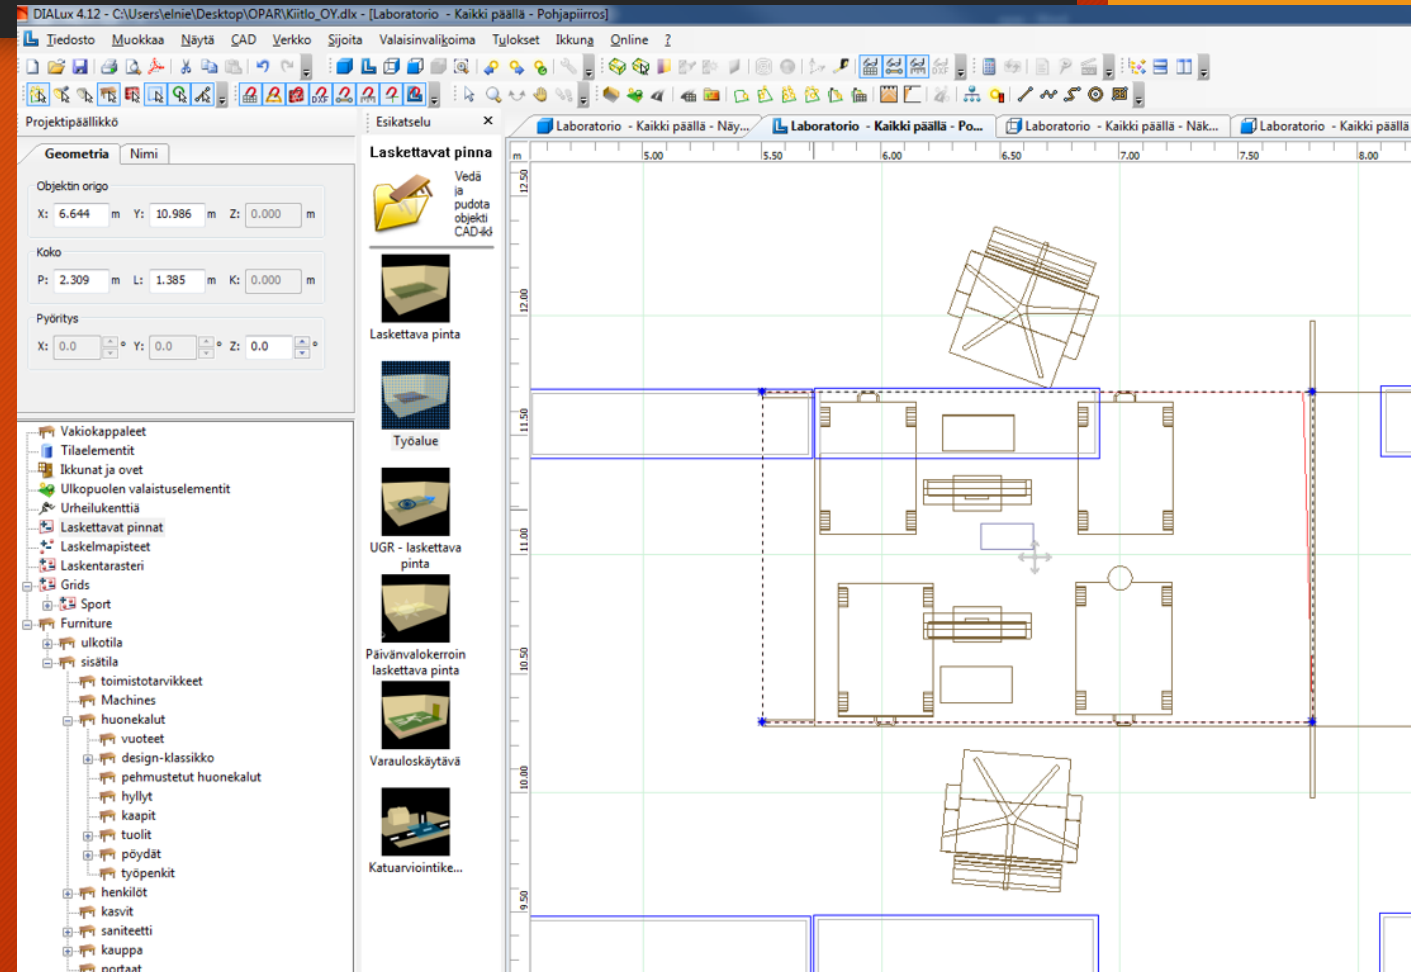 DIALux 4.12 - C:\Users\elnie\Desktop\OPAR\Kiitlo_OY.dlx - [Laboratorio - Kaikki päällä - Pohjapiirros]
Tiedosto Muokkaa Näytä CAD Verkko Sijoita Valaisinvalikoima Tulokset Ikkuna Online ?
Projektipäällikkö
Geometria Nimi
Objektin origo
X: 6.644 m Y: 10.986 m Z: 0.000 m
Koko
P: 2.309 m L: 1.385 m K: 0.000 m
Pyöritys
X: 0.0 ° Y: 0.0 ° Z: 0.0 °
Vakiokappaleet
Tilaelementit
Ikkunat ja ovet
Ulkopuolen valaistuselementit
Urheilukenttiä
Laskettavat pinnat
Laskelmapisteet
Laskentarasteri
Grids
Sport
Furniture
ulkotila
sisätila
toimistotarvikkeet
Machines
huonekalut
vuoteet
design-klassikko
pehmustetut huonekalut
hyllyt
kaapit
tuolit
pöydät
työpenkit
henkilöt
kasvit
saniteetti
kauppa
portaat
Esikatselu ×
Laskettavat pinna
Vedä
ja
pudota
objekti
CAD-ikk
Laskettava pinta
Työalue
UGR - laskettava
pinta
Päivänvalokerroin
laskettava pinta
Varauloskäytävä
Katuarviointike...
Laboratorio - Kaikki päällä - Näy... Laboratorio - Kaikki päällä - Po... Laboratorio - Kaikki päällä - Näk... Laboratorio - Kaikki päällä
m 5.00 5.50 6.00 6.50 7.00 7.50 8.00
12.50
12.00
11.50
11.00
10.50
10.00
9.50